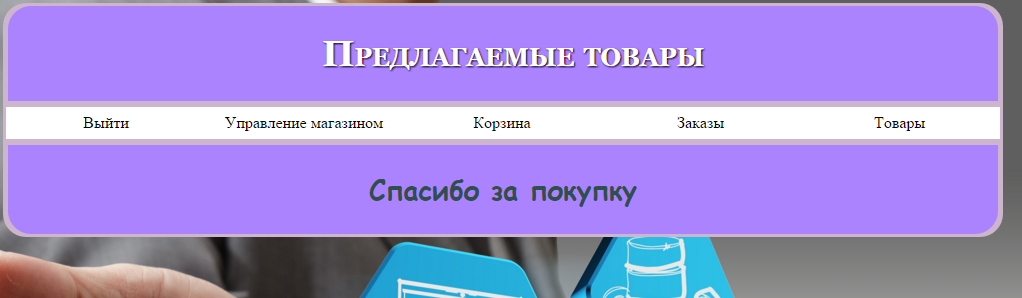 Предлагаемые товары
Выйти Управление магазином Корзина Заказы Товары
Спасибо за покупку